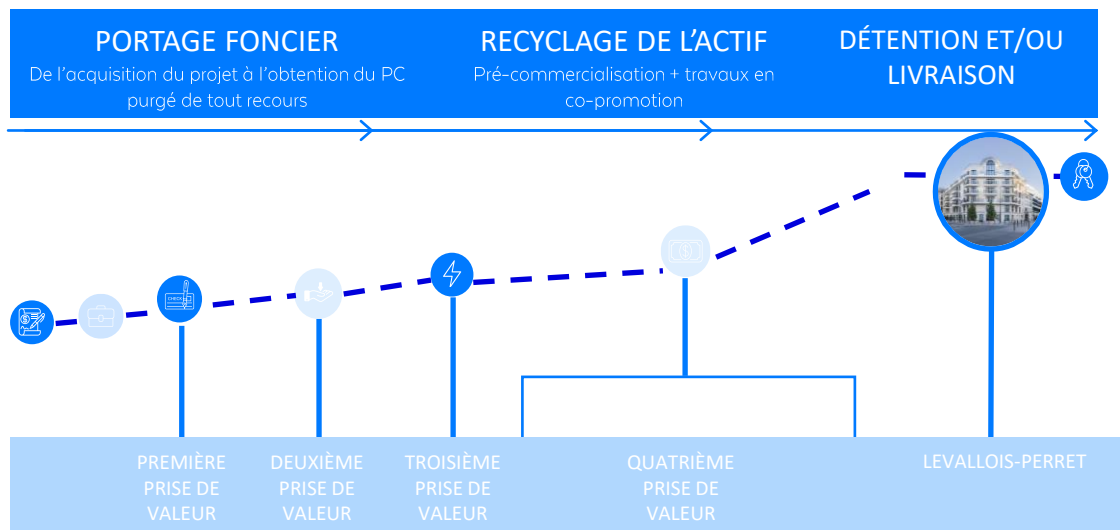 PORTAGE FONCIER
De l'acquisition du projet à l'obtention du PC
purgé de tout recours
RECYCLAGE DE L'ACTIF
Pré-commercialisation + travaux en
co-promotion
DÉTENTION ET/OU
LIVRAISON
CHECK
PREMIÈRE
PRISE DE
VALEUR
DEUXIÈME
PRISE DE
VALEUR
TROISIÈME
PRISE DE
VALEUR
QUATRIÈME
PRISE DE
VALEUR
LEVALLOIS-PERRET